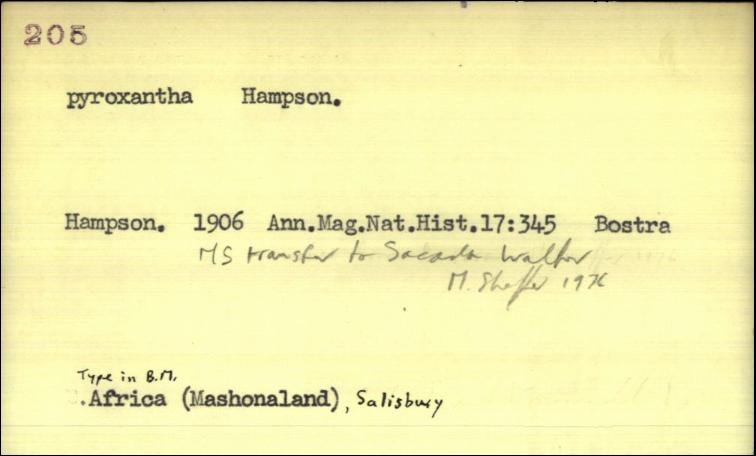 205
pyroxantha Hampson.
Hampson. 1906 Ann.Mag.Nat.Hist.17:345 Bostra
MS transfer to Sacada Walker
M. Shaffer 1976
Type in B.M.
.Africa (Mashonaland), Salisbury